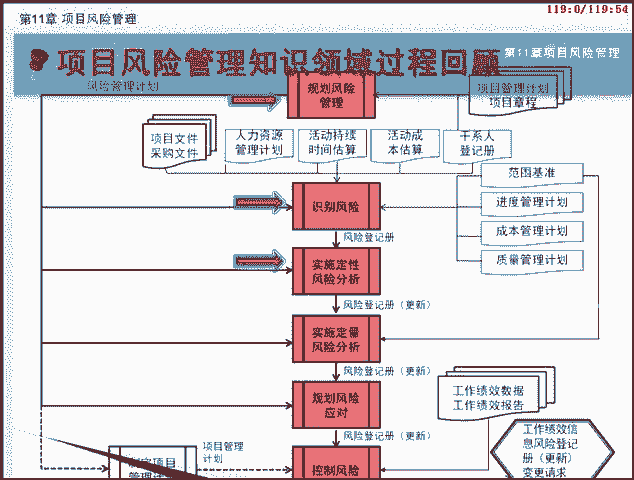 第11章 项目风险管理
119:0/119:54
项目风险管理知识领域过程回顾
第11章项目风险管理
风险管理计划
规划风险
管理
项目管理计划
项目章程
项目文件
采购文件
人力资源
管理计划
活动持续
时间估算
活动成
本估算
干系人
登记册
范围基准
识别风险
进度管理计划
成本管理计划
风险登记册
质量管理计划
实施定性
风险分析
风险登记册（更新）
实施定量
风险分析
风险登记册（更新）
工作绩效数据
工作绩效报告
规划风险
应对
风险登记册（更新）
工作绩效信
息风险登记
册（更新）
变更请求
项目管理
计划
项目
管理计
控制风险